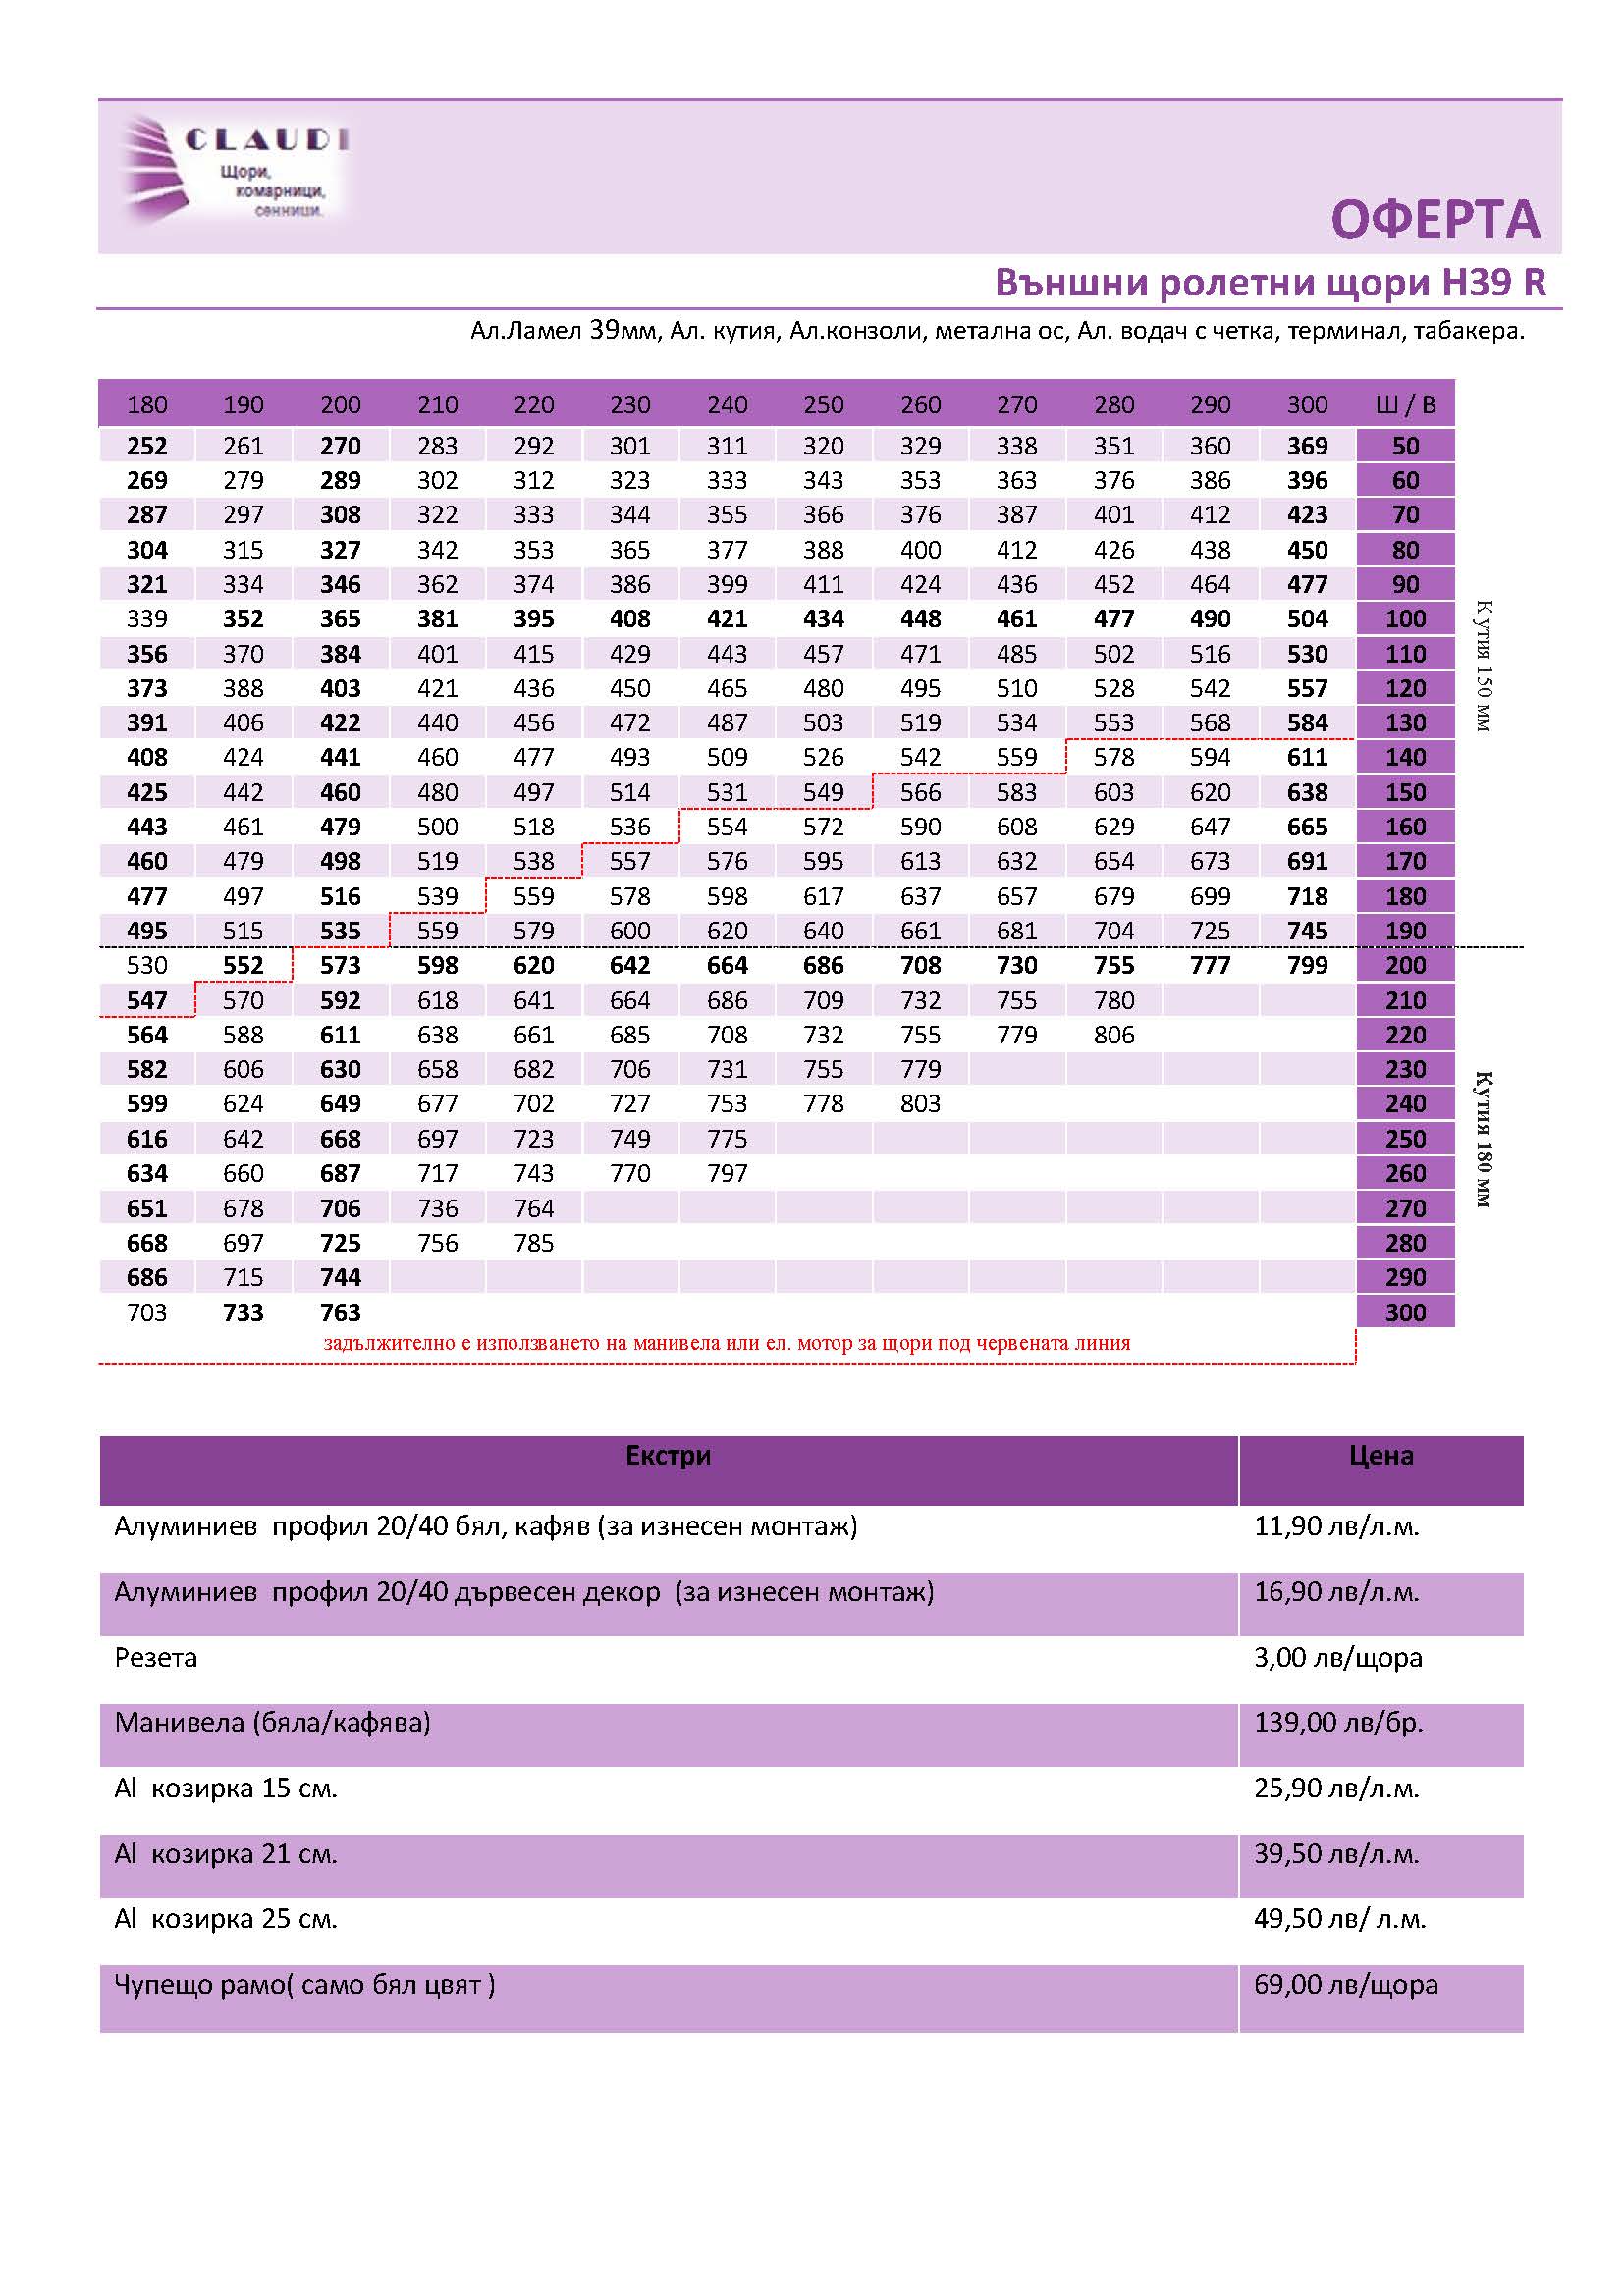 CLAUDI
Щори,
комарници,
сенници.
ОФЕРТА
Външни ролетни щори H39 R
Ал.Ламел 39мм, Ал. кутия, Ал.конзоли, метална ос, Ал. водач с четка, терминал, табакера.
180 190 200 210 220 230 240 250 260 270 280 290 300 Ш / В
252 261 270 283 292 301 311 320 329 338 351 360 369 50
269 279 289 302 312 323 333 343 353 363 376 386 396 60
287 297 308 322 333 344 355 366 376 387 401 412 423 70
304 315 327 342 353 365 377 388 400 412 426 438 450 80
321 334 346 362 374 386 399 411 424 436 452 464 477 90
339 352 365 381 395 408 421 434 448 461 477 490 504 100
356 370 384 401 415 429 443 457 471 485 502 516 530 110
373 388 403 421 436 450 465 480 495 510 528 542 557 120
391 406 422 440 456 472 487 503 519 534 553 568 584 130
408 424 441 460 477 493 509 526 542 559 578 594 611 140
425 442 460 480 497 514 531 549 566 583 603 620 638 150
443 461 479 500 518 536 554 572 590 608 629 647 665 160
460 479 498 519 538 557 576 595 613 632 654 673 691 170
477 497 516 539 559 578 598 617 637 657 679 699 718 180
495 515 535 559 579 600 620 640 661 681 704 725 745 190
Кутия 150 мм
530 552 573 598 620 642 664 686 708 730 755 777 799 200
547 570 592 618 641 664 686 709 732 755 780 210
564 588 611 638 661 685 708 732 755 779 806 220
582 606 630 658 682 706 731 755 779 230
599 624 649 677 702 727 753 778 803 240
616 642 668 697 723 749 775 250
634 660 687 717 743 770 797 260
651 678 706 736 764 270
668 697 725 756 785 280
686 715 744 290
703 733 763 300
Кутия 180 мм
задължително е използването на манивела или ел. мотор за щори под червената линия
Екстри Цена
Алуминиев профил 20/40 бял, кафяв (за изнесен монтаж) 11,90 лв/л.м.
Алуминиев профил 20/40 дървесен декор (за изнесен монтаж) 16,90 лв/л.м.
Резета 3,00 лв/щора
Манивела (бяла/кафява) 139,00 лв/бр.
Al козирка 15 см. 25,90 лв/л.м.
Al козирка 21 см. 39,50 лв/л.м.
Al козирка 25 см. 49,50 лв/ л.м.
Чупещо рамо( само бял цвят ) 69,00 лв/щора